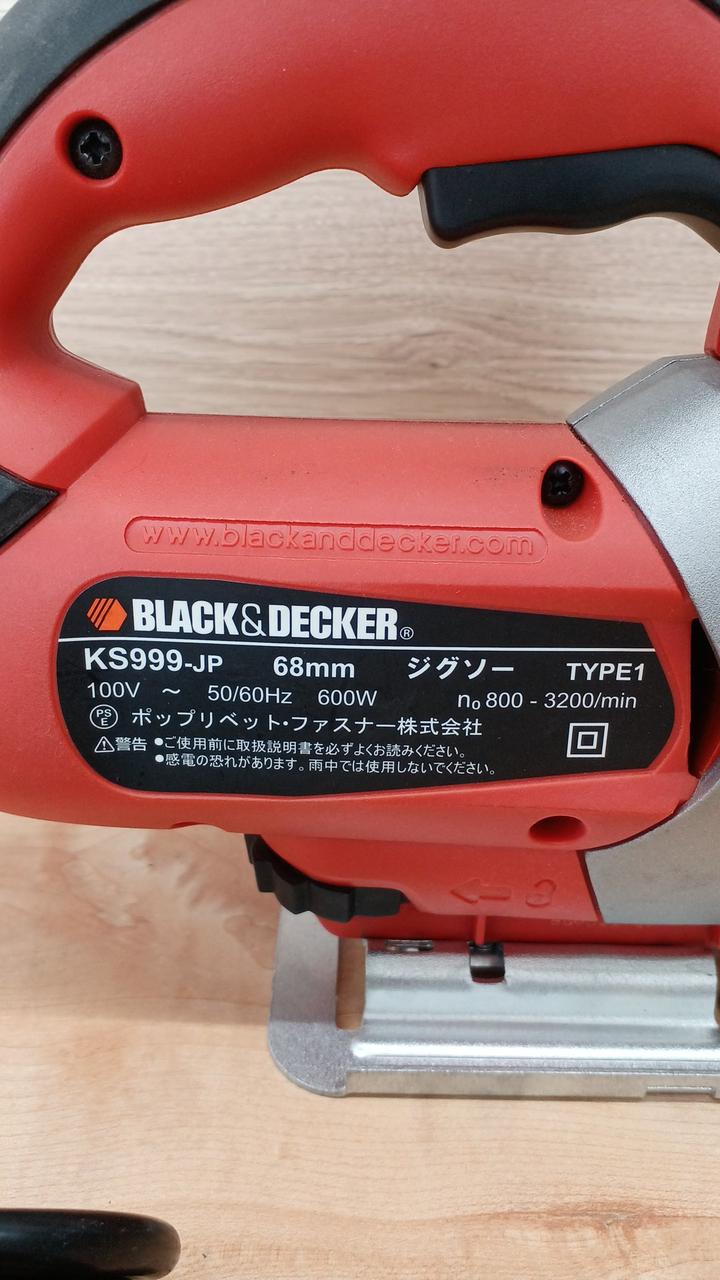 www.blackanddecker.com
BLACK&DECKER®
KS999-JP 68mm ジグソー TYPE1
100V ～ 50/60Hz 600W n₀ 800 - 3200/min
PSE ポップリベット・ファスナー株式会社
⚠警告 ●ご使用前に取扱説明書を必ずよくお読みください。
●感電の恐れがあります。雨中では使用しないでください。